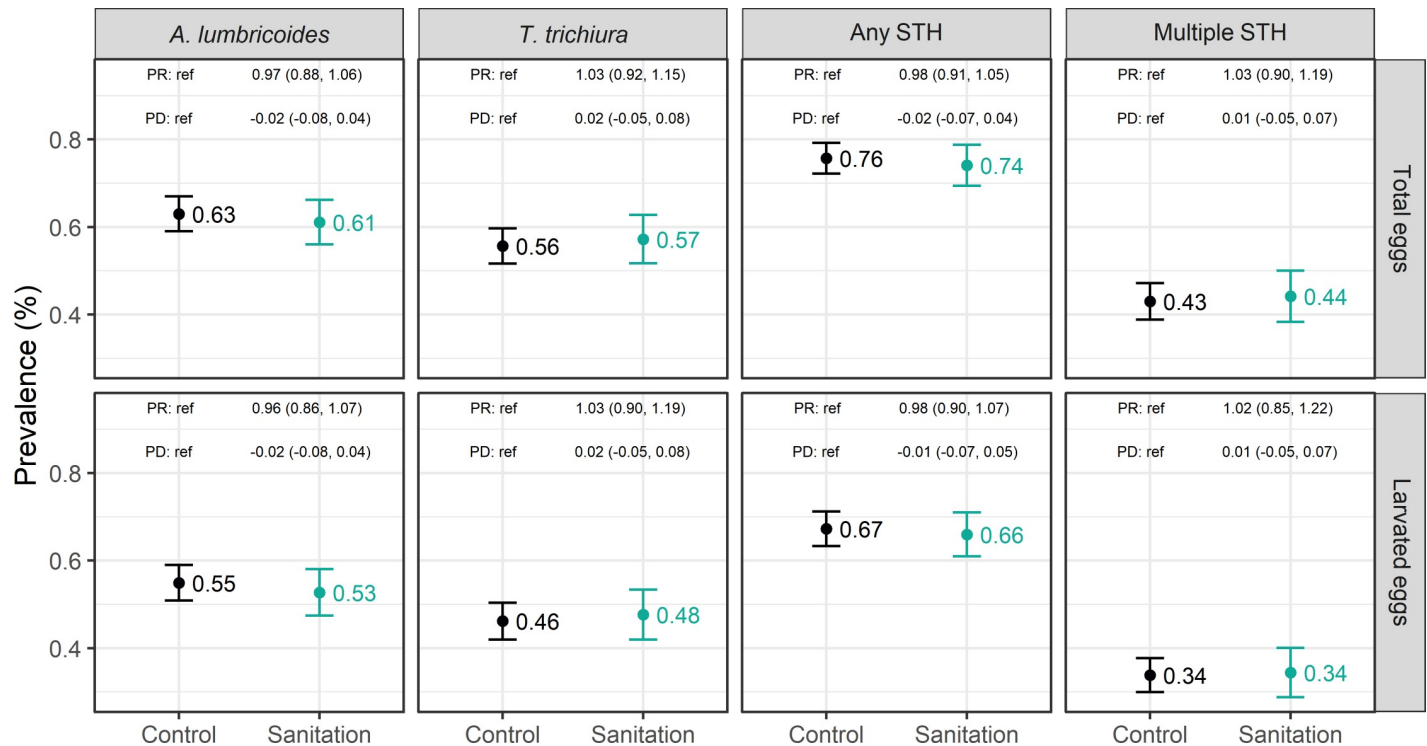 A. lumbricoides
T. trichiura
Any STH
Multiple STH
PR: ref 0.97 (0.88, 1.06)
PD: ref -0.02 (-0.08, 0.04)
PR: ref 1.03 (0.92, 1.15)
PD: ref 0.02 (-0.05, 0.08)
PR: ref 0.98 (0.91, 1.05)
PD: ref -0.02 (-0.07, 0.04)
PR: ref 1.03 (0.90, 1.19)
PD: ref 0.01 (-0.05, 0.07)
0.8
0.6
0.4
0.63
0.61
0.56
0.57
0.76
0.74
0.43
0.44
Total eggs
Prevalence (%)
PR: ref 0.96 (0.86, 1.07)
PD: ref -0.02 (-0.08, 0.04)
PR: ref 1.03 (0.90, 1.19)
PD: ref 0.02 (-0.05, 0.08)
PR: ref 0.98 (0.90, 1.07)
PD: ref -0.01 (-0.07, 0.05)
PR: ref 1.02 (0.85, 1.22)
PD: ref 0.01 (-0.05, 0.07)
0.8
0.6
0.4
0.55
0.53
0.46
0.48
0.67
0.66
0.34
0.34
Larvated eggs
Control Sanitation
Control Sanitation
Control Sanitation
Control Sanitation